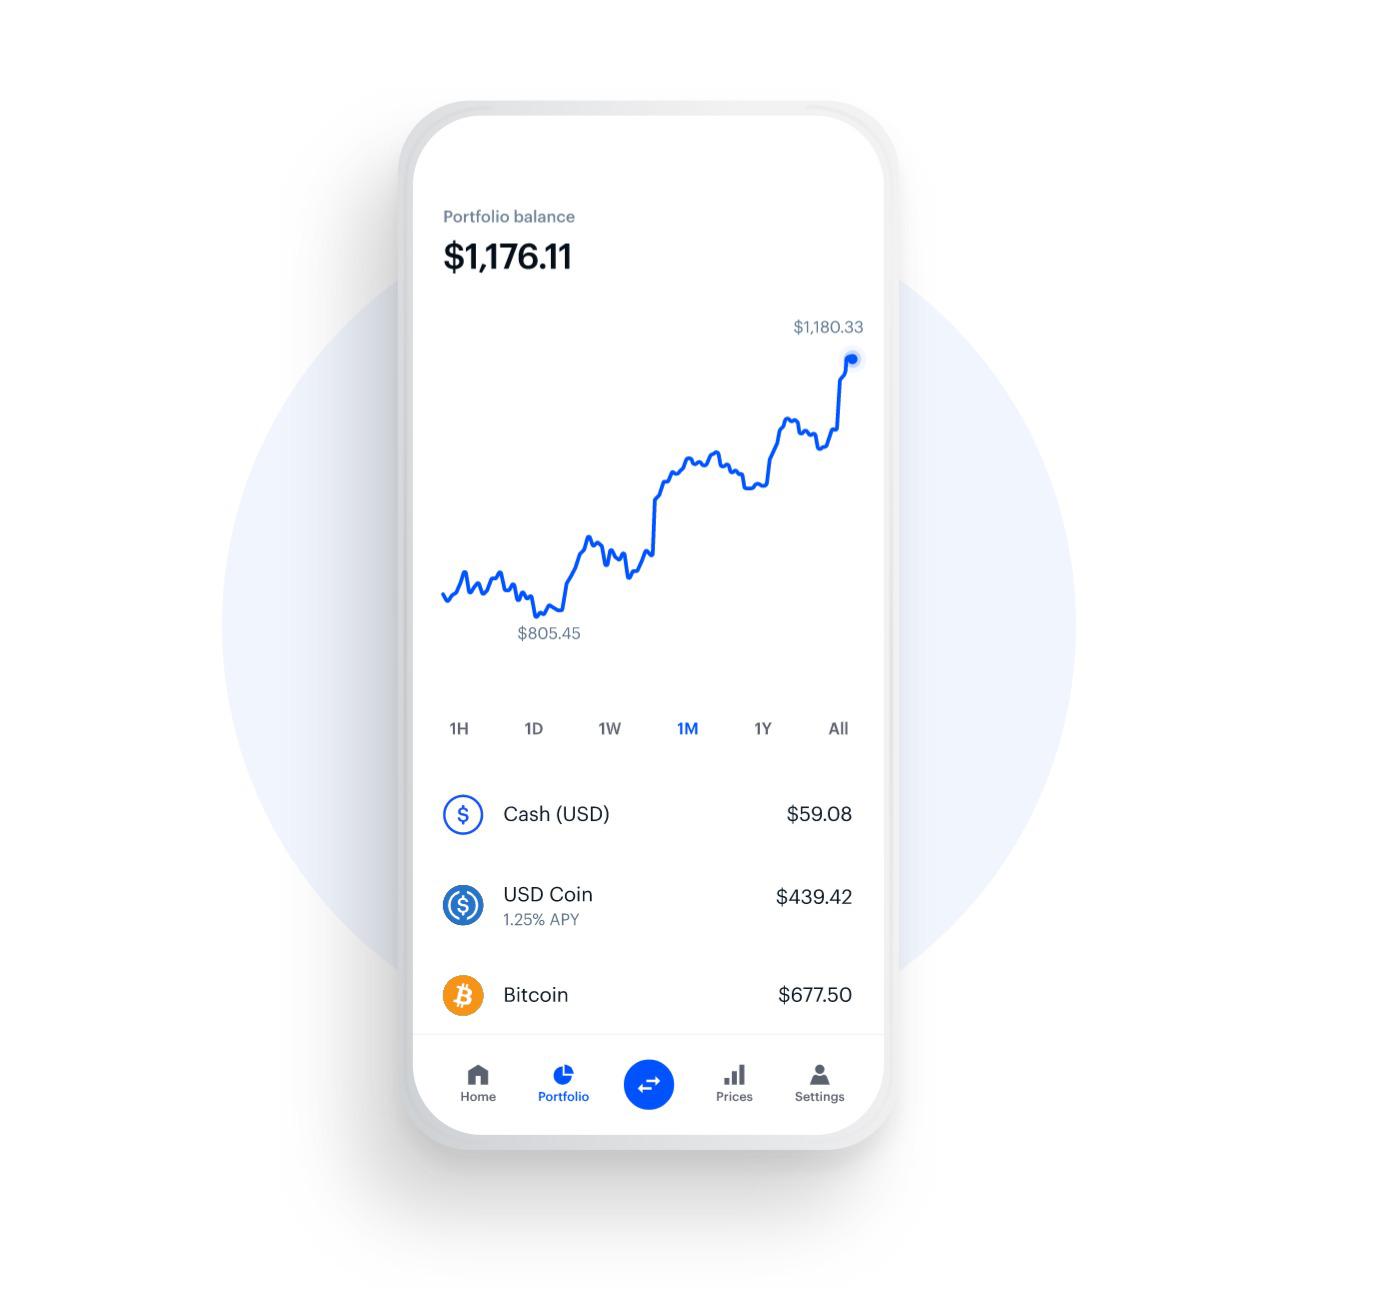 Portfolio balance
$1,176.11
$1,180.33
$805.45
1H 1D 1W 1M 1Y All
$ Cash (USD) $59.08
$ USD Coin $439.42
1.25% APY
₿ Bitcoin $677.50
Home Portfolio Prices Settings